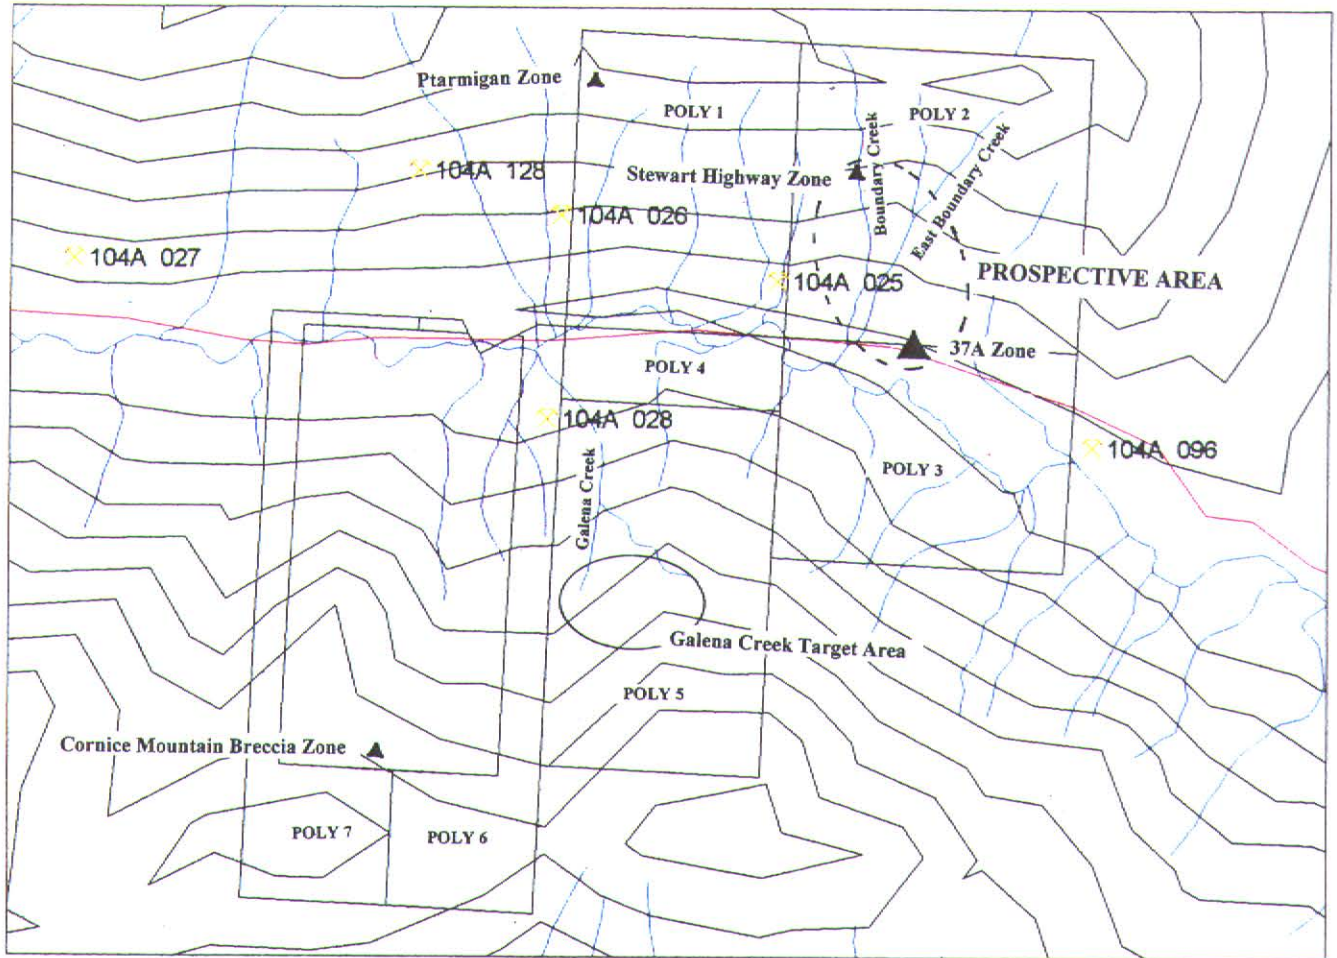 Ptarmigan Zone
POLY 1
POLY 2
Boundary Creek
East Boundary Creek
104A 128
Stewart Highway Zone
104A 026
104A 027
104A 025
PROSPECTIVE AREA
37A Zone
POLY 4
104A 028
104A 096
POLY 3
Galena Creek
Galena Creek Target Area
POLY 5
Cornice Mountain Breccia Zone
POLY 7
POLY 6